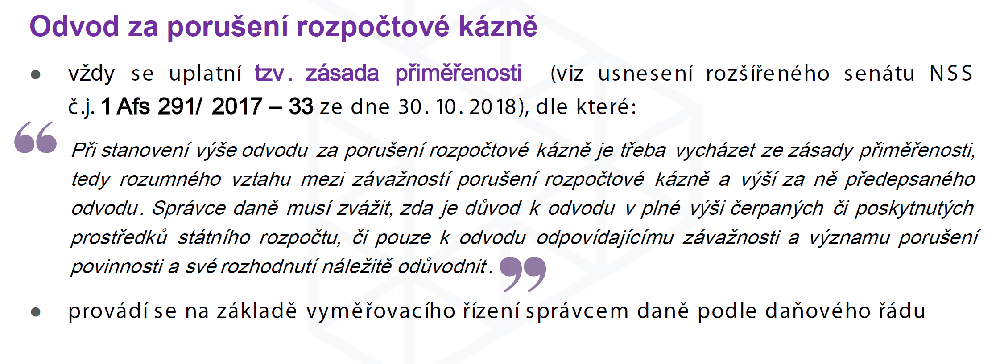 Odvod za porušení rozpočtové kázně
● vždy se uplatní tzv. zásada přiměřenosti (viz usnesení rozšířeného senátu NSS
č.j. 1 Afs 291/ 2017 – 33 ze dne 30. 10. 2018), dle které:
“Při stanovení výše odvodu za porušení rozpočtové kázně je třeba vycházet ze zásady přiměřenosti,
tedy rozumného vztahu mezi závažností porušení rozpočtové kázně a výší za ně předepsaného
odvodu. Správce daně musí zvážit, zda je důvod k odvodu v plné výši čerpaných či poskytnutých
prostředků státního rozpočtu, či pouze k odvodu odpovídajícímu závažnosti a významu porušení
povinnosti a své rozhodnutí náležitě odůvodnit.”
● provádí se na základě vyměřovacího řízení správcem daně podle daňového řádu